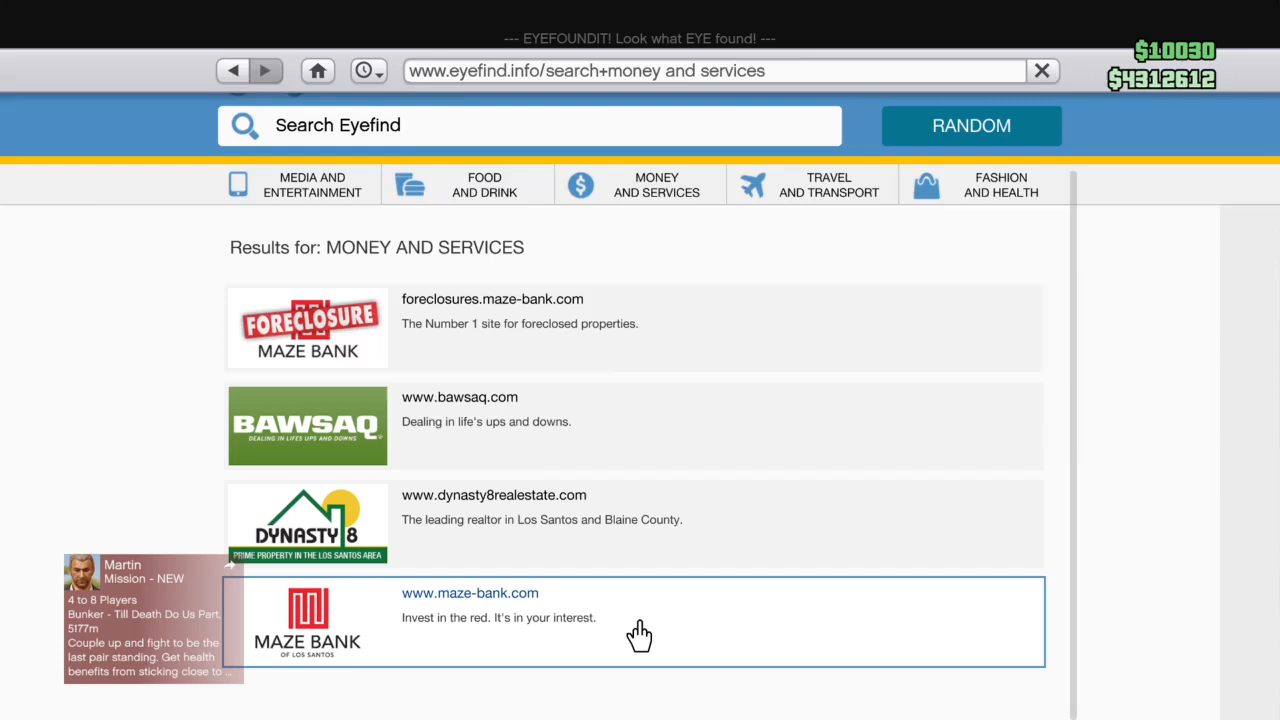 --- EYEFOUNDIT! Look what EYE found! ---
$10030
$4312612
www.eyefind.info/search+money and services
Search Eyefind
RANDOM
MEDIA AND
ENTERTAINMENT
FOOD
AND DRINK
MONEY
AND SERVICES
TRAVEL
AND TRANSPORT
FASHION
AND HEALTH
Results for: MONEY AND SERVICES
FORECLOSURE
MAZE BANK
foreclosures.maze-bank.com
The Number 1 site for foreclosed properties.
BAWSAQ
DEALING IN LIFES UPS AND DOWNS
www.bawsaq.com
Dealing in life's ups and downs.
DYNASTY 8
PRIME PROPERTY IN THE LOS SANTOS AREA
www.dynasty8realestate.com
The leading realtor in Los Santos and Blaine County.
MAZE BANK
OF LOS SANTOS
www.maze-bank.com
Invest in the red. It's in your interest.
Martin
Mission - NEW
4 to 8 Players
Bunker - Till Death Do Us Part,
5177m
Couple up and fight to be the
last pair standing. Get health
benefits from sticking close to...